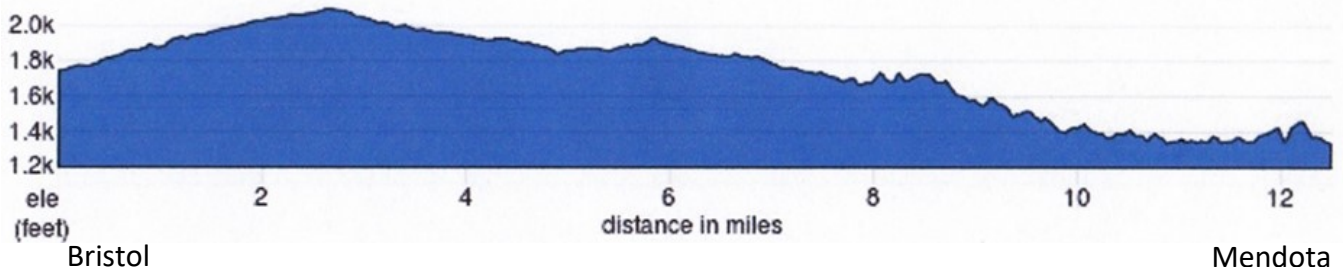 2.0k
1.8k
1.6k
1.4k
1.2k
ele 2 4 6 8 10 12
(feet) distance in miles
Bristol Mendota